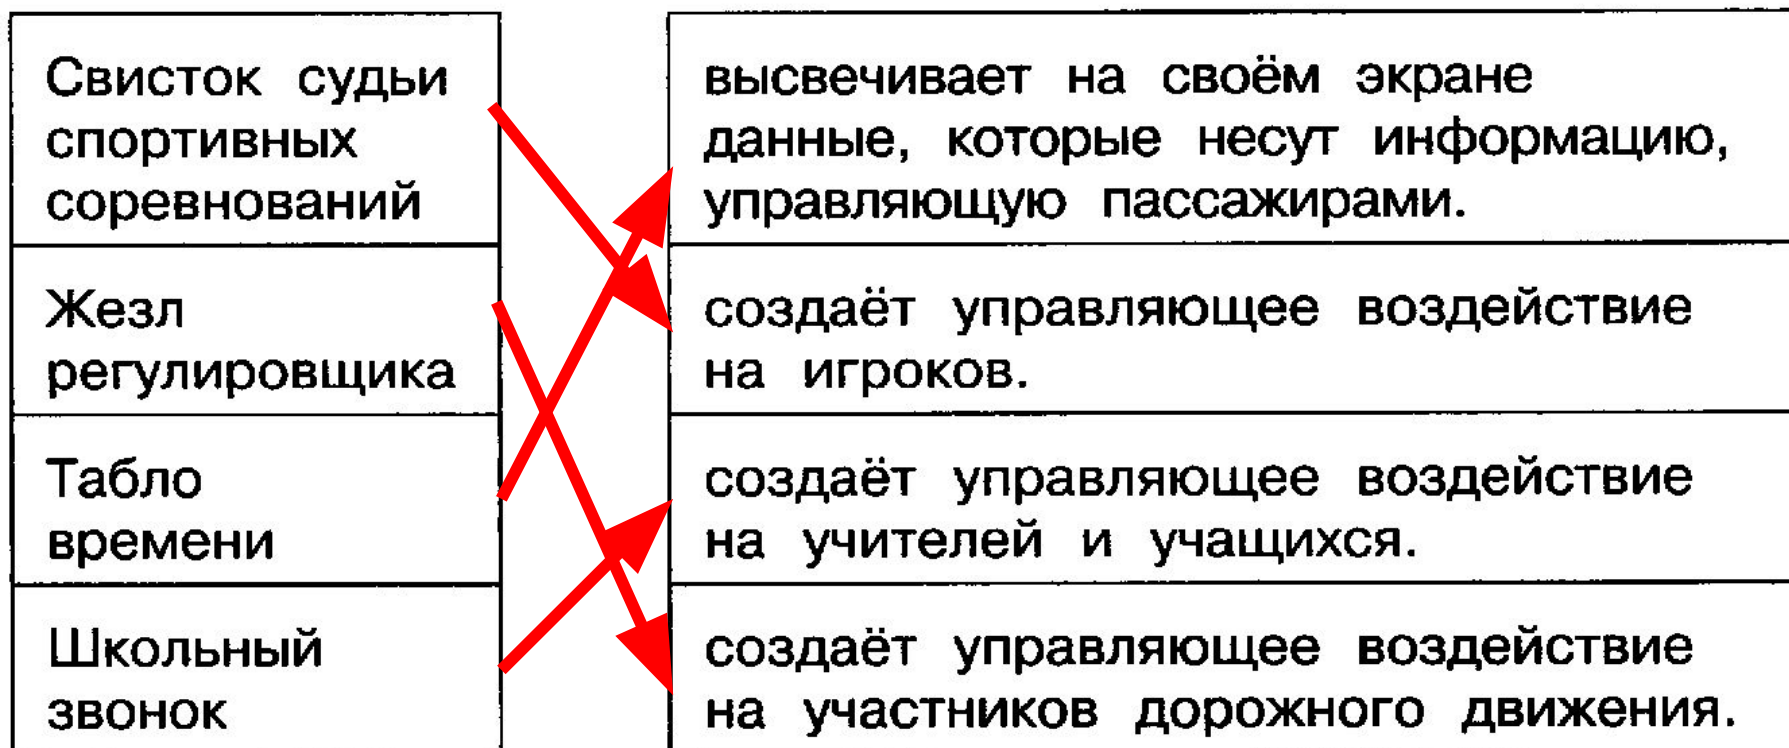 Свисток судьи
спортивных
соревнований
высвечивает на своём экране
данные, которые несут информацию,
управляющую пассажирами.
Жезл
регулировщика
создаёт управляющее воздействие
на игроков.
Табло
времени
создаёт управляющее воздействие
на учителей и учащихся.
Школьный
звонок
создаёт управляющее воздействие
на участников дорожного движения.